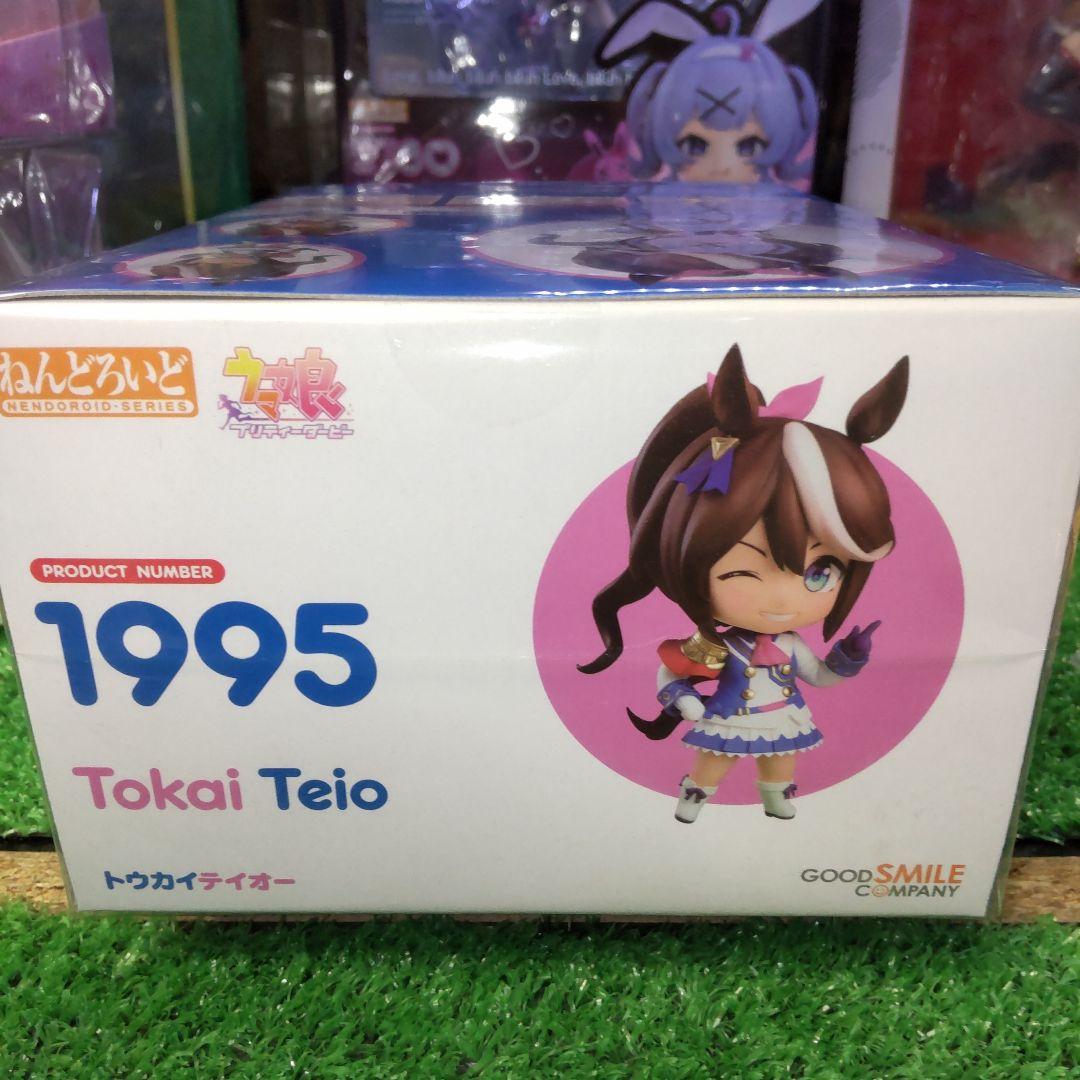 ねんどろいど
NENDOROID·SERIES
ウマ娘
プリティーダービー
PRODUCT NUMBER
1995
Tokai Teio
トウカイテイオー
GOOD SMILE
COMPANY